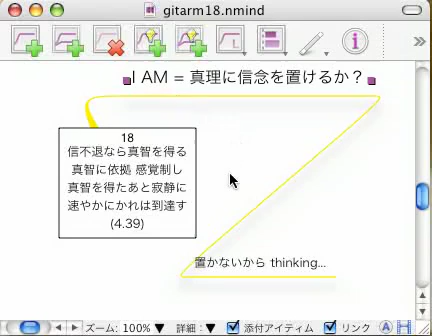 gitarm18.nmind
I AM = 真理に信念を置けるか？
18
信不退なら真智を得る
真智に依拠 感覚制し
真智を得たあと寂静に
速やかにかれは到達す
(4.39)
置かないから thinking...
ズーム: 100% ▼ 詳細 : ▼ 添付アイテム リンク A